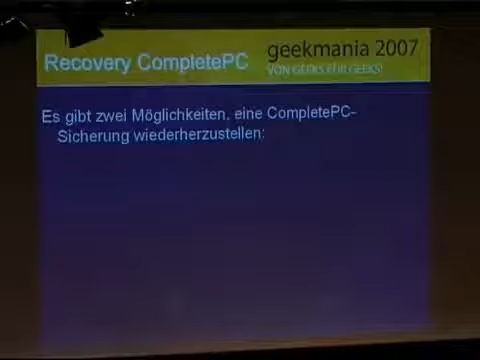 Recovery CompletePC
geekmania 2007
VON GEEKS FÜR GEEKS!
Es gibt zwei Möglichkeiten, eine CompletePC-
Sicherung wiederherzustellen: